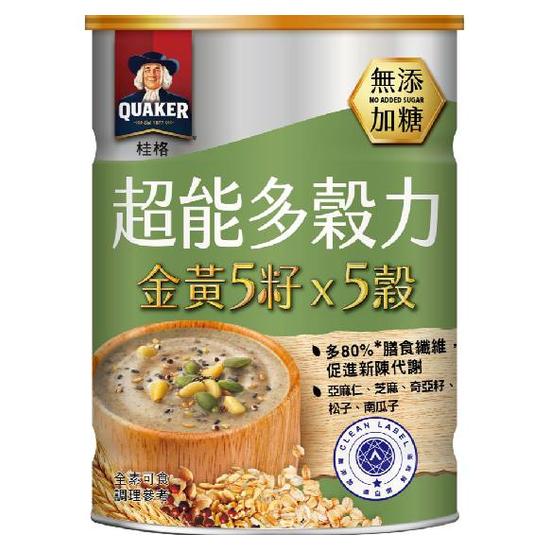 QUAKER
EST. 1877
桂格
無添
NO ADDED SUGAR
加糖
超能多穀力
金黃5籽x5穀
多80%*膳食纖維，
促進新陳代謝
亞麻仁、芝麻、奇亞籽、
松子、南瓜子
CLEAN LABEL
全素可食
調理參考